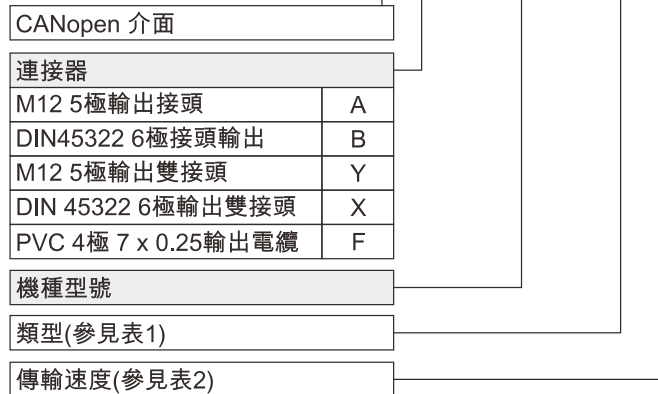 CANopen 介面
連接器
M12 5極輸出接頭 A
DIN45322 6極接頭輸出 B
M12 5極輸出雙接頭 Y
DIN 45322 6極輸出雙接頭 X
PVC 4極 7 x 0.25輸出電纜 F
機種型號
類型(參見表1)
傳輸速度(參見表2)